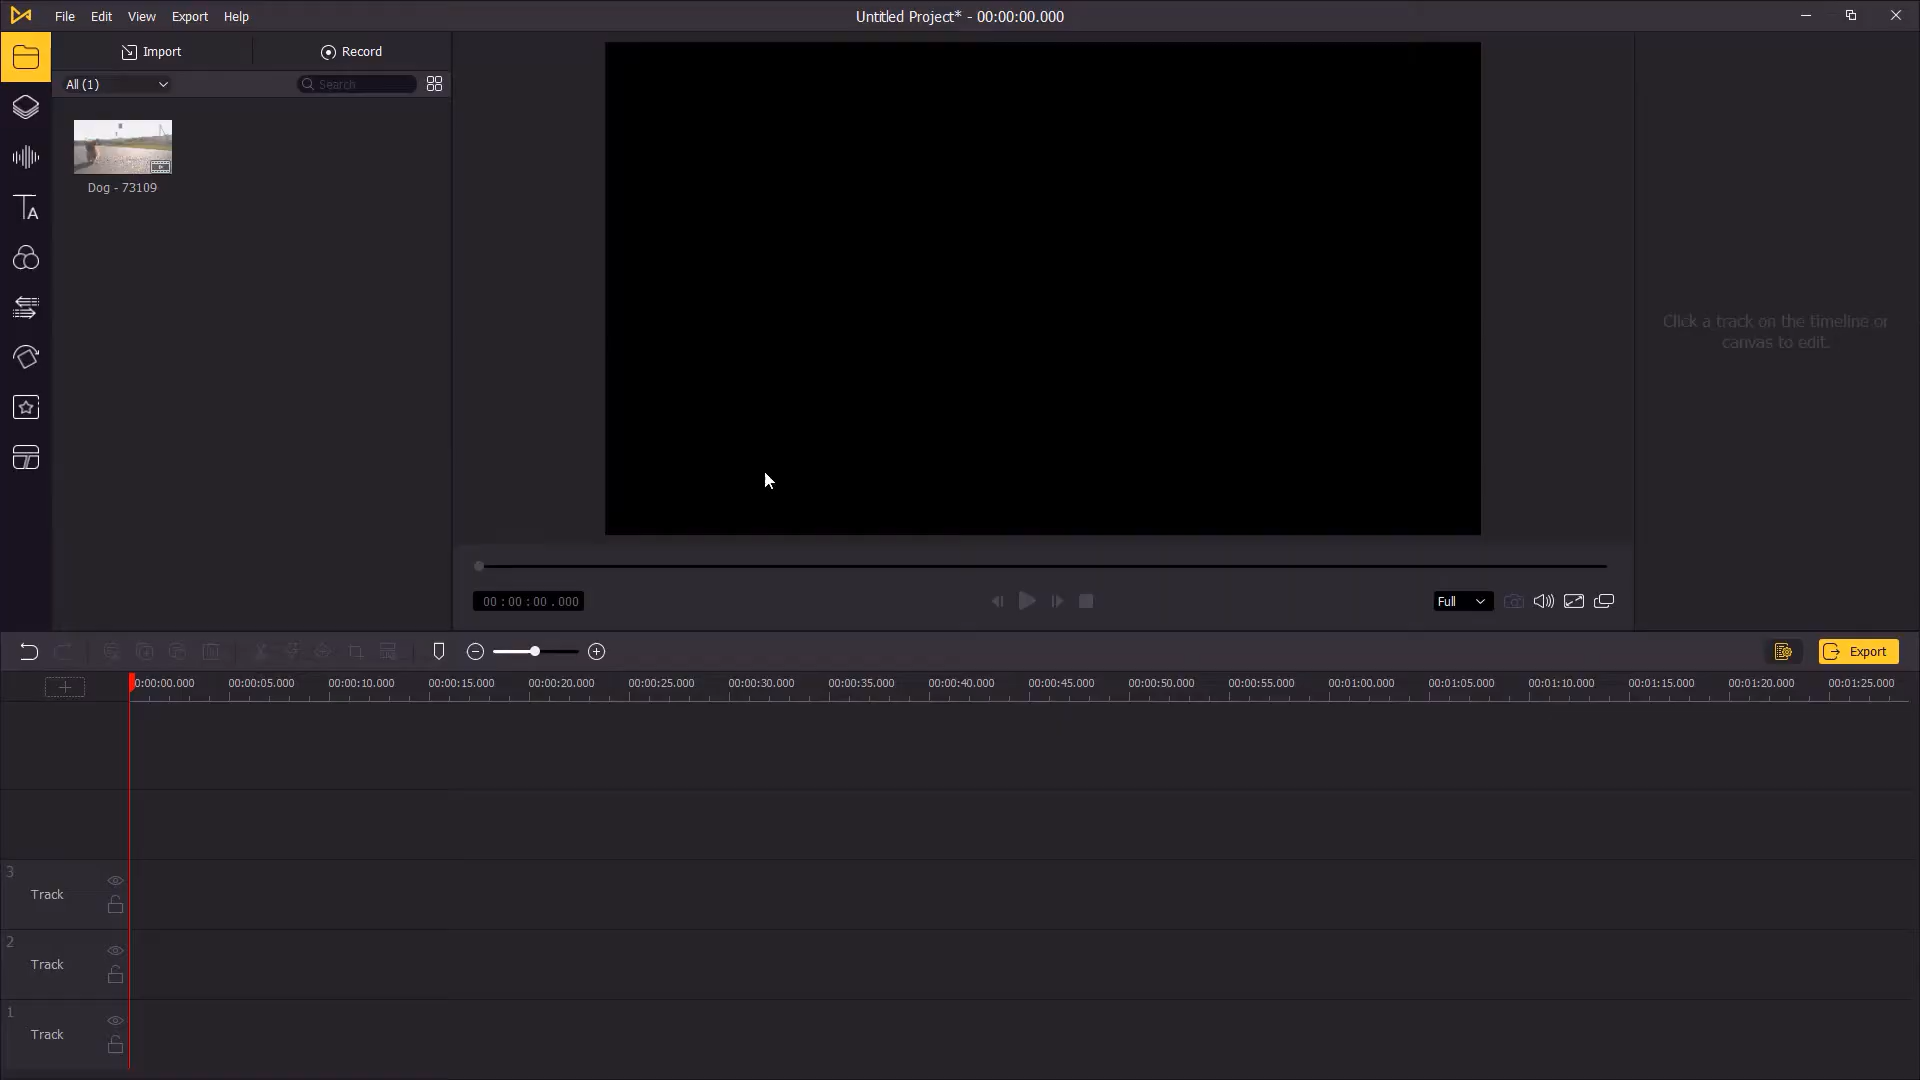 File Edit View Export Help
Untitled Project* - 00:00:00.000
Import Record
All (1) Search
Dog - 73109
Click a track on the timeline or
canvas to edit.
00:00:00.000
Full
Export
0:00:00.000 00:00:05.000 00:00:10.000 00:00:15.000 00:00:20.000 00:00:25.000 00:00:30.000 00:00:35.000 00:00:40.000 00:00:45.000 00:00:50.000 00:00:55.000 00:01:00.000 00:01:05.000 00:01:10.000 00:01:15.000 00:01:20.000 00:01:25.000
3
Track
2
Track
1
Track